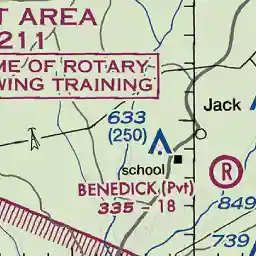 T AREA
211
ME OF ROTARY
WING TRAINING
Jack
633
(250)
school
BENEDICK (Pvt)
335 - 18
R
849
739